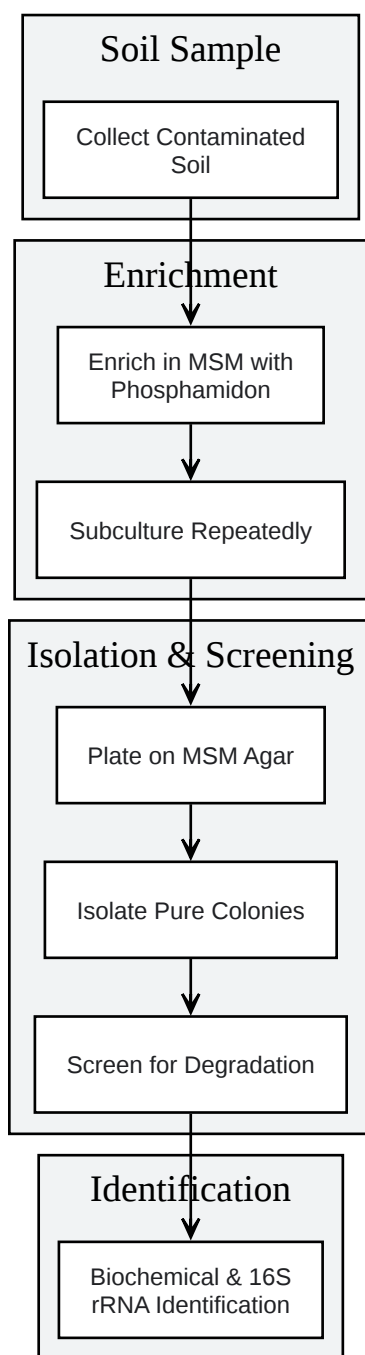 Soil Sample
Collect Contaminated
Soil
Enrichment
Enrich in MSM with
Phosphamidon
Subculture Repeatedly
Isolation & Screening
Plate on MSM Agar
Isolate Pure Colonies
Screen for Degradation
Identification
Biochemical & 16S
rRNA Identification